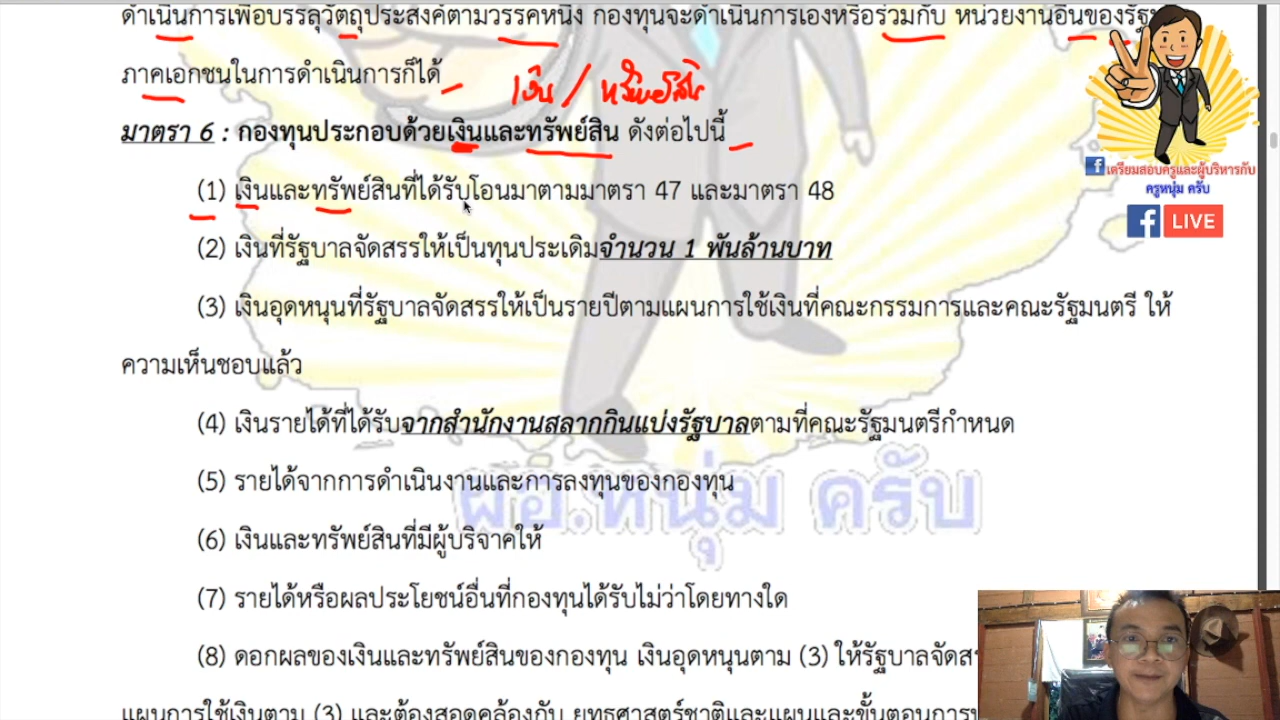 ดำเนินการเพื่อบรรลุวัตถุประสงค์ตามวรรคหนึ่ง กองทุนจะดำเนินการเองหรือร่วมกับ หน่วยงานอื่นของรัฐ
ภาคเอกชนในการดำเนินการก็ได้
เงิน / ทรัพย์สิน
มาตรา 6 : กองทุนประกอบด้วยเงินและทรัพย์สิน ดังต่อไปนี้
(1) เงินและทรัพย์สินที่ได้รับโอนมาตามมาตรา 47 และมาตรา 48
(2) เงินที่รัฐบาลจัดสรรให้เป็นทุนประเดิมจำนวน 1 พันล้านบาท
(3) เงินอุดหนุนที่รัฐบาลจัดสรรให้เป็นรายปีตามแผนการใช้เงินที่คณะกรรมการและคณะรัฐมนตรี ให้
ความเห็นชอบแล้ว
(4) เงินรายได้ที่ได้รับจากสำนักงานสลากกินแบ่งรัฐบาลตามที่คณะรัฐมนตรีกำหนด
(5) รายได้จากการดำเนินงานและการลงทุนของกองทุน
ผอ.หนุ่ม ครับ
(6) เงินและทรัพย์สินที่มีผู้บริจาคให้
(7) รายได้หรือผลประโยชน์อื่นที่กองทุนได้รับไม่ว่าโดยทางใด
(8) ดอกผลของเงินและทรัพย์สินของกองทุน เงินอุดหนุนตาม (3) ให้รัฐบาลจัดส
แผนการใช้เงินตาม (3) และต้องสอดคล้องกับ ยุทธศาสตร์ชาติและแผนและขั้นตอนการ
f เตรียมสอบครูและผู้บริหารกับ
ครูหนุ่ม ครับ
f LIVE